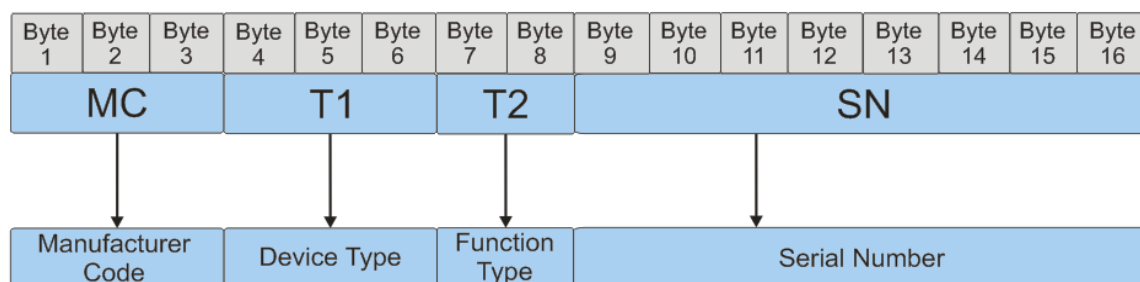 Byte 1 Byte 2 Byte 3 Byte 4 Byte 5 Byte 6 Byte 7 Byte 8 Byte 9 Byte 10 Byte 11 Byte 12 Byte 13 Byte 14 Byte 15 Byte 16
MC T1 T2 SN
Manufacturer Code Device Type Function Type Serial Number